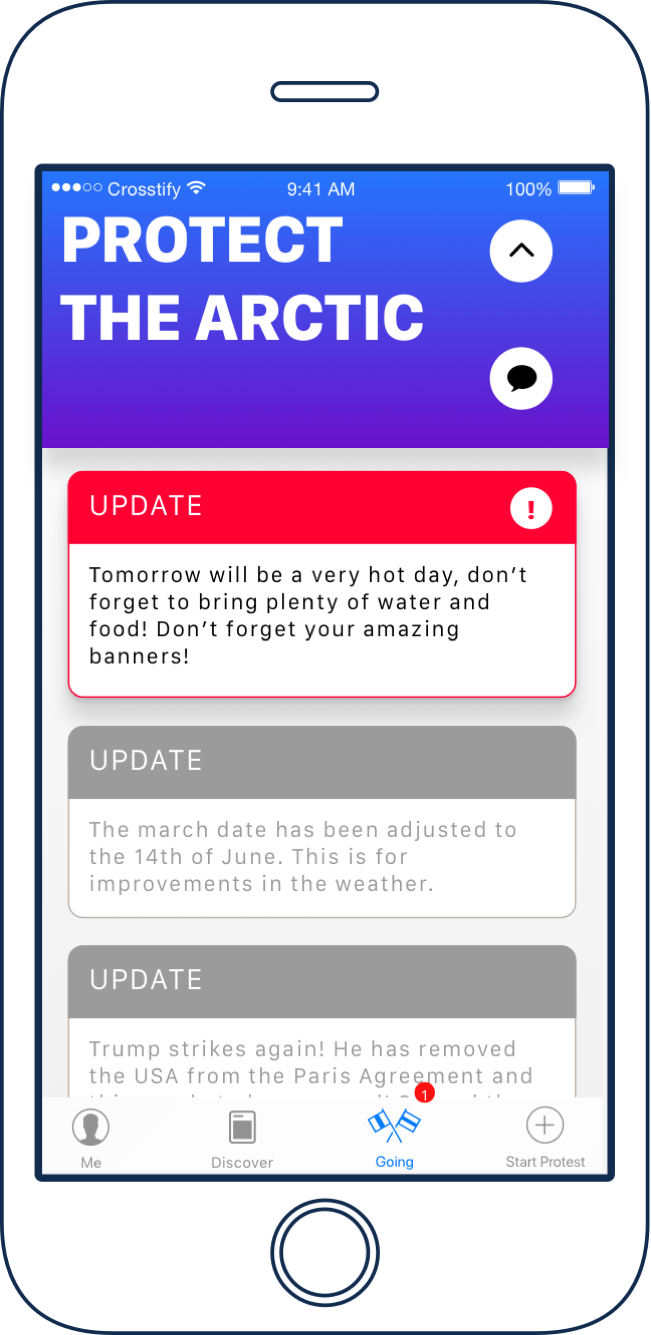 Crosstify 9:41 AM 100%
PROTECT
THE ARCTIC
UPDATE !
Tomorrow will be a very hot day, don’t
forget to bring plenty of water and
food! Don’t forget your amazing
banners!
UPDATE
The march date has been adjusted to
the 14th of June. This is for
improvements in the weather.
UPDATE
Trump strikes again! He has removed
the USA from the Paris Agreement and
1
Me Discover Going Start Protest